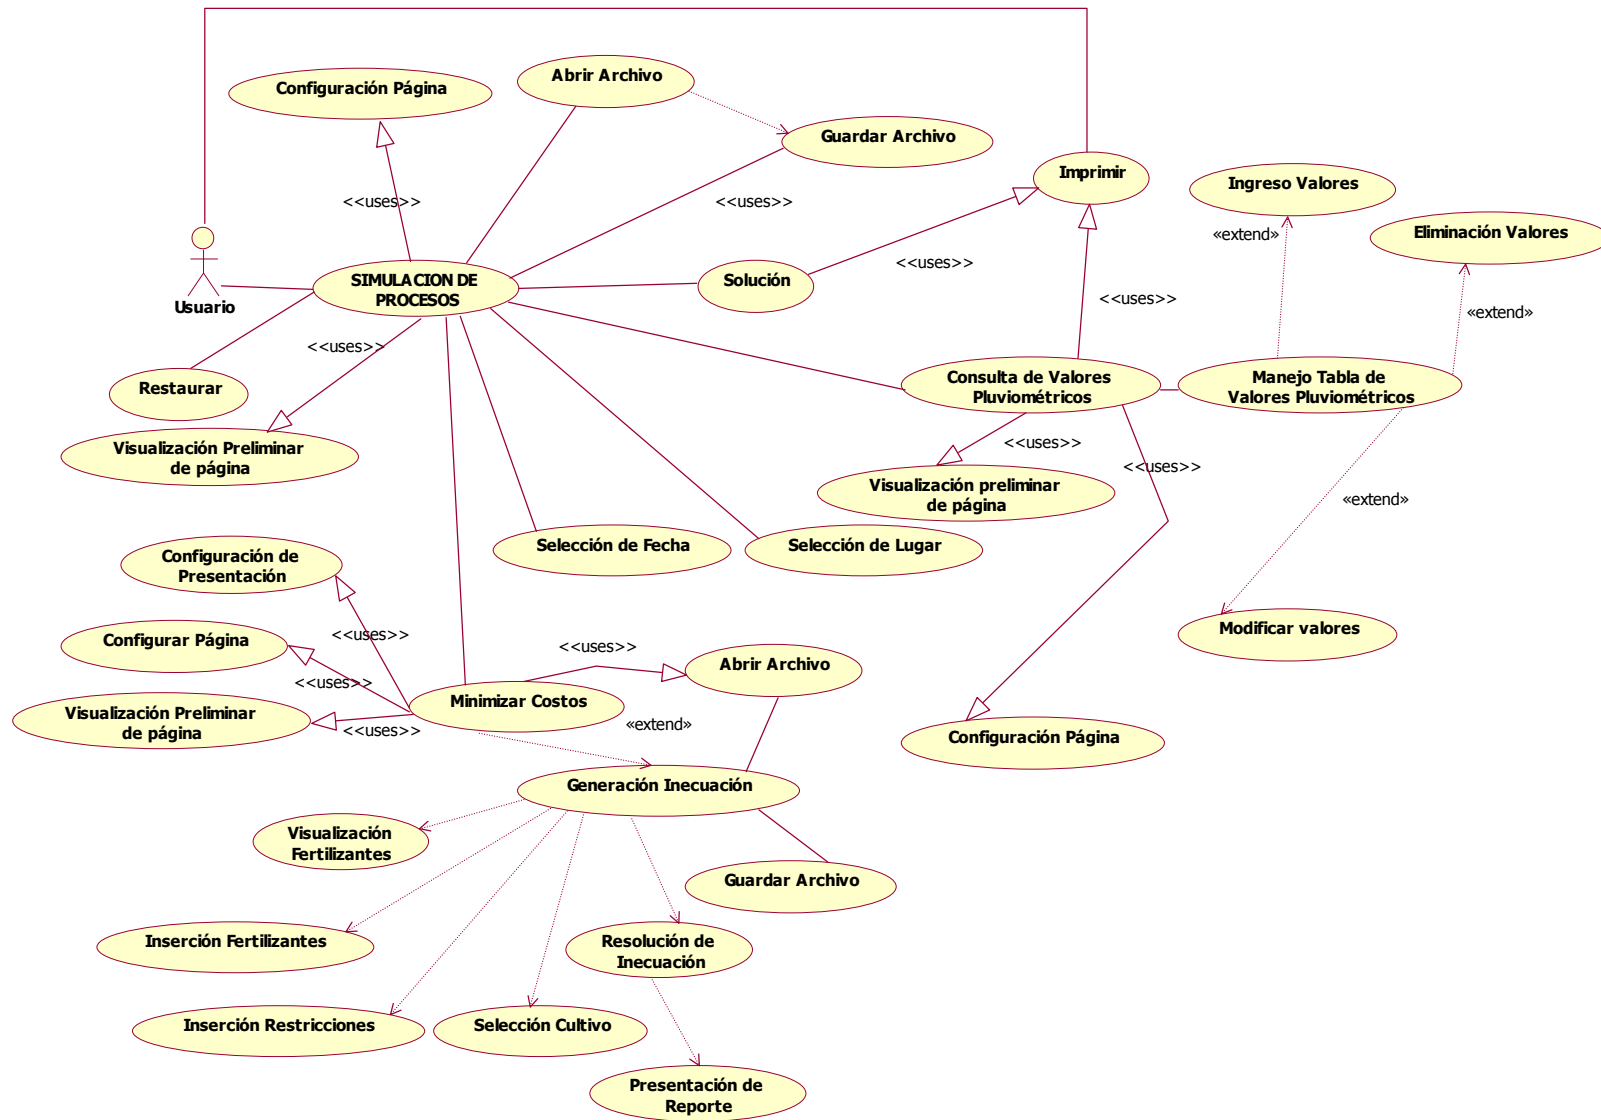 Configuración Página
Abrir Archivo
Guardar Archivo
Imprimir
Ingreso Valores
Eliminación Valores
<<uses>>
<<uses>>
<<uses>>
<<uses>>
«extend»
«extend»
Usuario
SIMULACION DE
PROCESOS
Solución
<<uses>>
Restaurar
Visualización Preliminar
de página
Consulta de Valores
Pluviométricos
Manejo Tabla de
Valores Pluviométricos
<<uses>>
<<uses>>
«extend»
Visualización preliminar
de página
Selección de Fecha
Selección de Lugar
Configuración de
Presentación
Configurar Página
Visualización Preliminar
de página
<<uses>>
<<uses>>
<<uses>>
<<uses>>
Abrir Archivo
Modificar valores
Minimizar Costos
«extend»
Configuración Página
Generación Inecuación
Visualización
Fertilizantes
Guardar Archivo
Inserción Fertilizantes
Resolución de
Inecuación
Inserción Restricciones
Selección Cultivo
Presentación de
Reporte